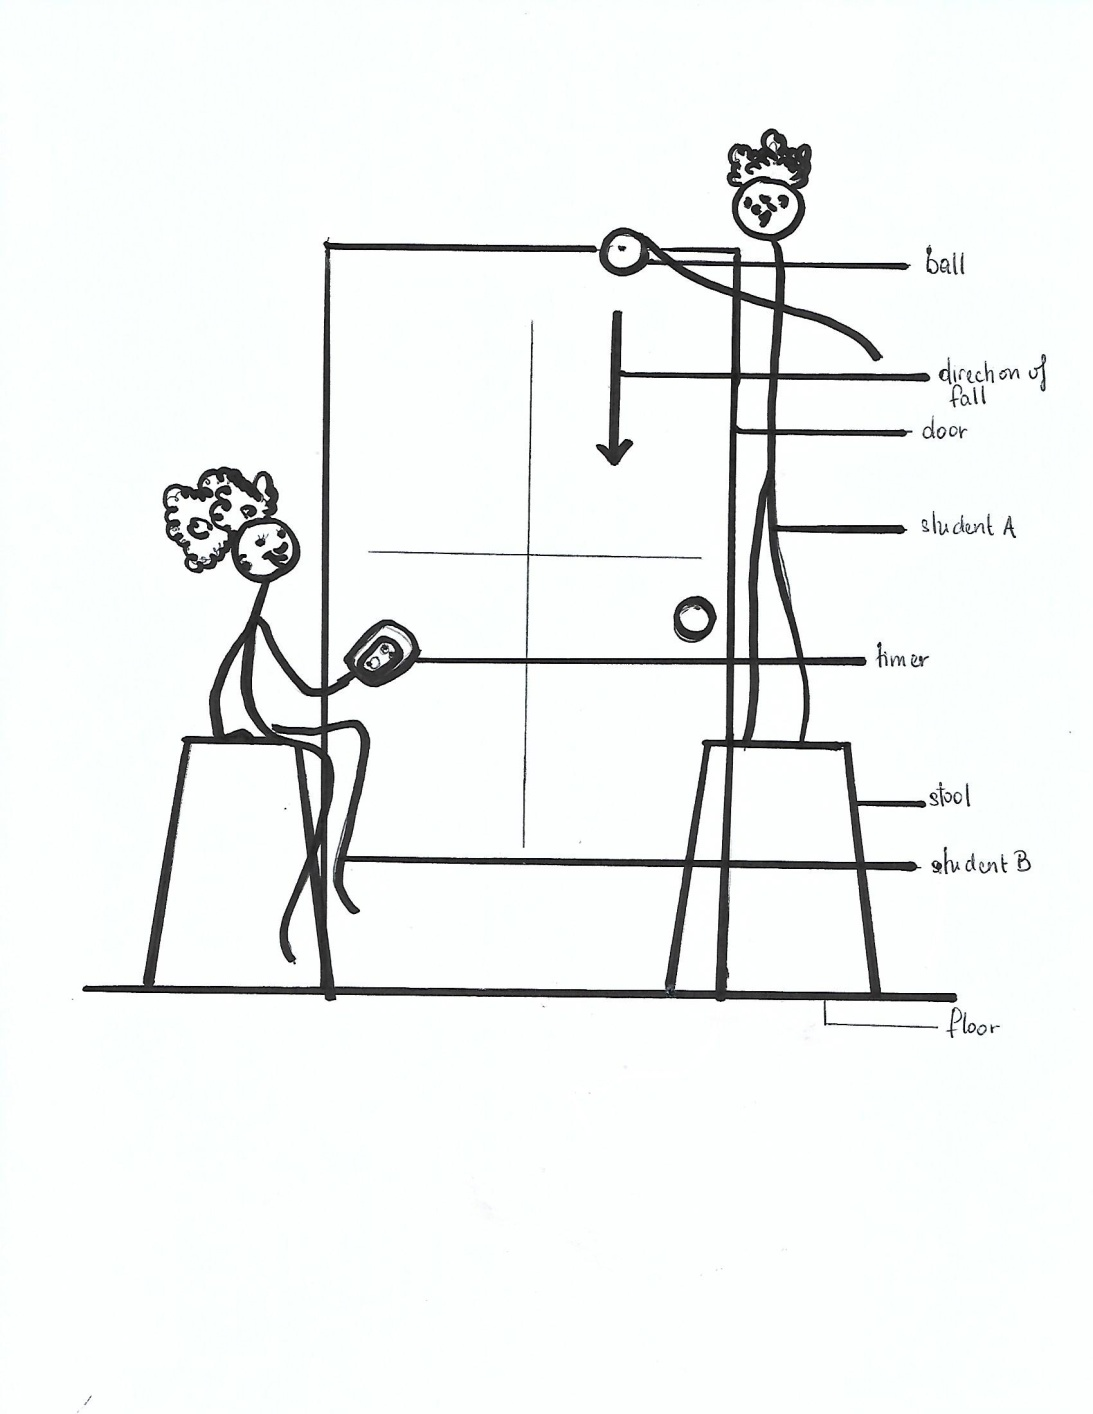 ball
direction of
fall
door
student A
timer
stool
student B
floor